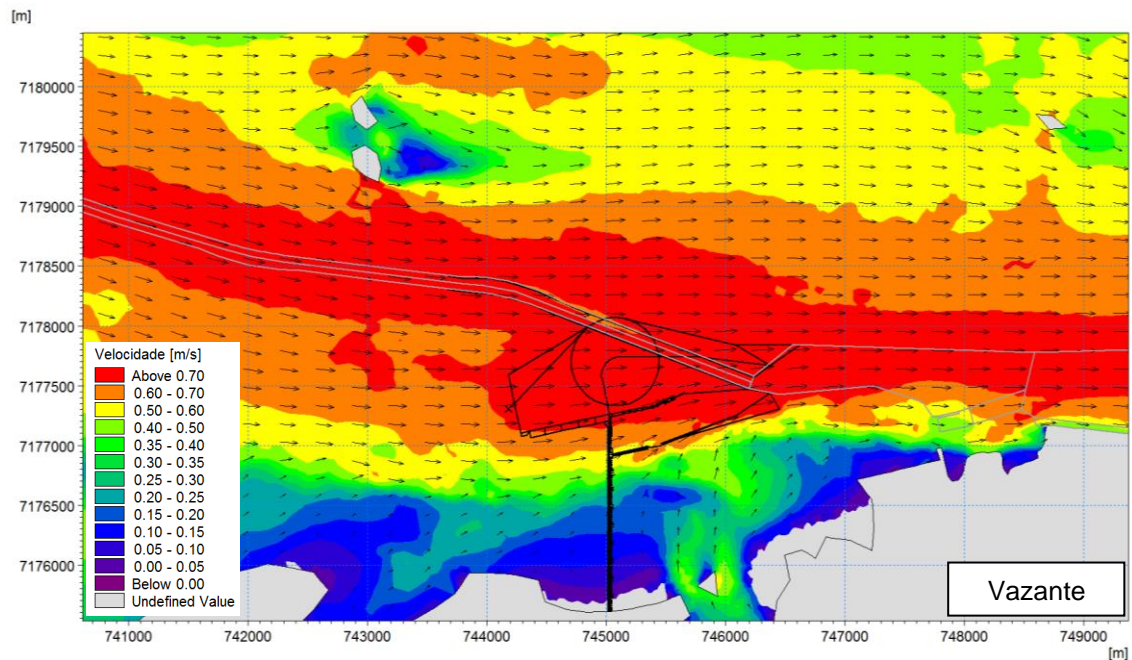 [m]
7180000
7179500
7179000
7178500
7178000
7177500
7177000
7176500
7176000
Velocidade [m/s]
Above 0.70
0.60 - 0.70
0.50 - 0.60
0.40 - 0.50
0.35 - 0.40
0.30 - 0.35
0.25 - 0.30
0.20 - 0.25
0.15 - 0.20
0.10 - 0.15
0.05 - 0.10
0.00 - 0.05
Below 0.00
Undefined Value
Vazante
741000 742000 743000 744000 745000 746000 747000 748000 749000
[m]